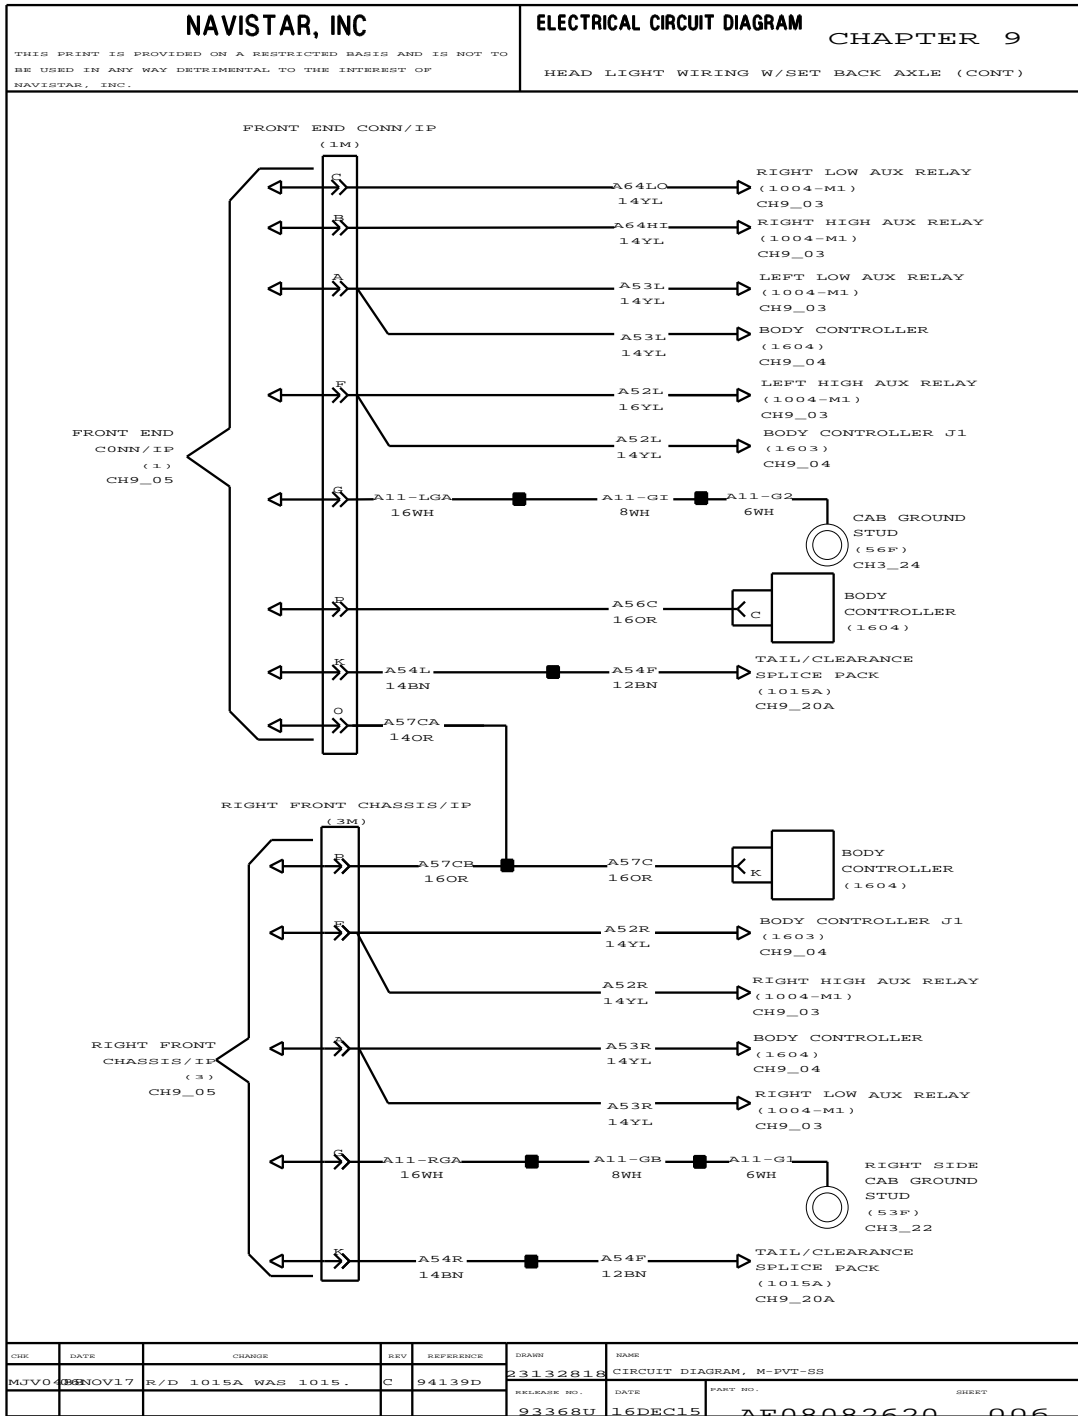 NAVISTAR, INC
THIS PRINT IS PROVIDED ON A RESTRICTED BASIS AND IS NOT TO
BE USED IN ANY WAY DETRIMENTAL TO THE INTEREST OF
NAVISTAR, INC.
ELECTRICAL CIRCUIT DIAGRAM
CHAPTER 9
HEAD LIGHT WIRING W/SET BACK AXLE (CONT)
FRONT END CONN/IP
(1M)
C
A64LO
14YL
RIGHT LOW AUX RELAY
(1004-M1)
CH9_03
B
A64HI
14YL
RIGHT HIGH AUX RELAY
(1004-M1)
CH9_03
A
A53L
14YL
LEFT LOW AUX RELAY
(1004-M1)
CH9_03
A53L
14YL
BODY CONTROLLER
(1604)
CH9_04
F
A52L
16YL
LEFT HIGH AUX RELAY
(1004-M1)
CH9_03
A52L
14YL
BODY CONTROLLER J1
(1603)
CH9_04
FRONT END
CONN/IP
(1)
CH9_05
G
A11-LGA
16WH
A11-GI
8WH
A11-G2
6WH
CAB GROUND
STUD
(56F)
CH3_24
R
A56C
16OR
C
BODY
CONTROLLER
(1604)
K
A54L
14BN
A54F
12BN
TAIL/CLEARANCE
SPLICE PACK
(1015A)
CH9_20A
O
A57CA
14OR
RIGHT FRONT CHASSIS/IP
(3M)
A57CB
16OR
A57C
16OR
K
BODY
CONTROLLER
(1604)
A52R
14YL
BODY CONTROLLER J1
(1603)
CH9_04
A52R
14YL
RIGHT HIGH AUX RELAY
(1004-M1)
CH9_03
RIGHT FRONT
CHASSIS/IP
(3)
CH9_05
A
A53R
14YL
BODY CONTROLLER
(1604)
CH9_04
A53R
14YL
RIGHT LOW AUX RELAY
(1004-M1)
CH9_03
G
A11-RGA
16WH
A11-GB
8WH
A11-G1
6WH
RIGHT SIDE
CAB GROUND
STUD
(53F)
CH3_22
K
A54R
14BN
A54F
12BN
TAIL/CLEARANCE
SPLICE PACK
(1015A)
CH9_20A
CHK DATE CHANGE REV REFERENCE
R/D 1015A WAS 1015. C 94139D
DRAWN
23132818
NAME
CIRCUIT DIAGRAM, M-PVT-SS
RELEASE NO.
93368U
DATE
16DEC15
PART NO. SHEET